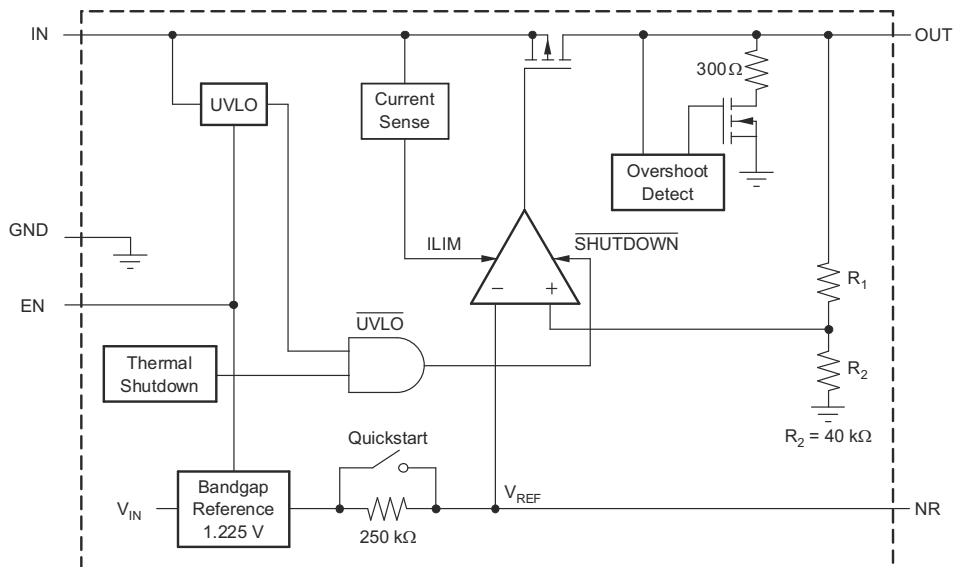 IN
OUT
300Ω
UVLO
Current
Sense
Overshoot
Detect
GND
ILIM
SHUTDOWN
EN
R1
− +
UVLO
Thermal
Shutdown
R2
R2 = 40 kΩ
Quickstart
VIN
Bandgap
Reference
1.225 V
VREF
NR
250 kΩ